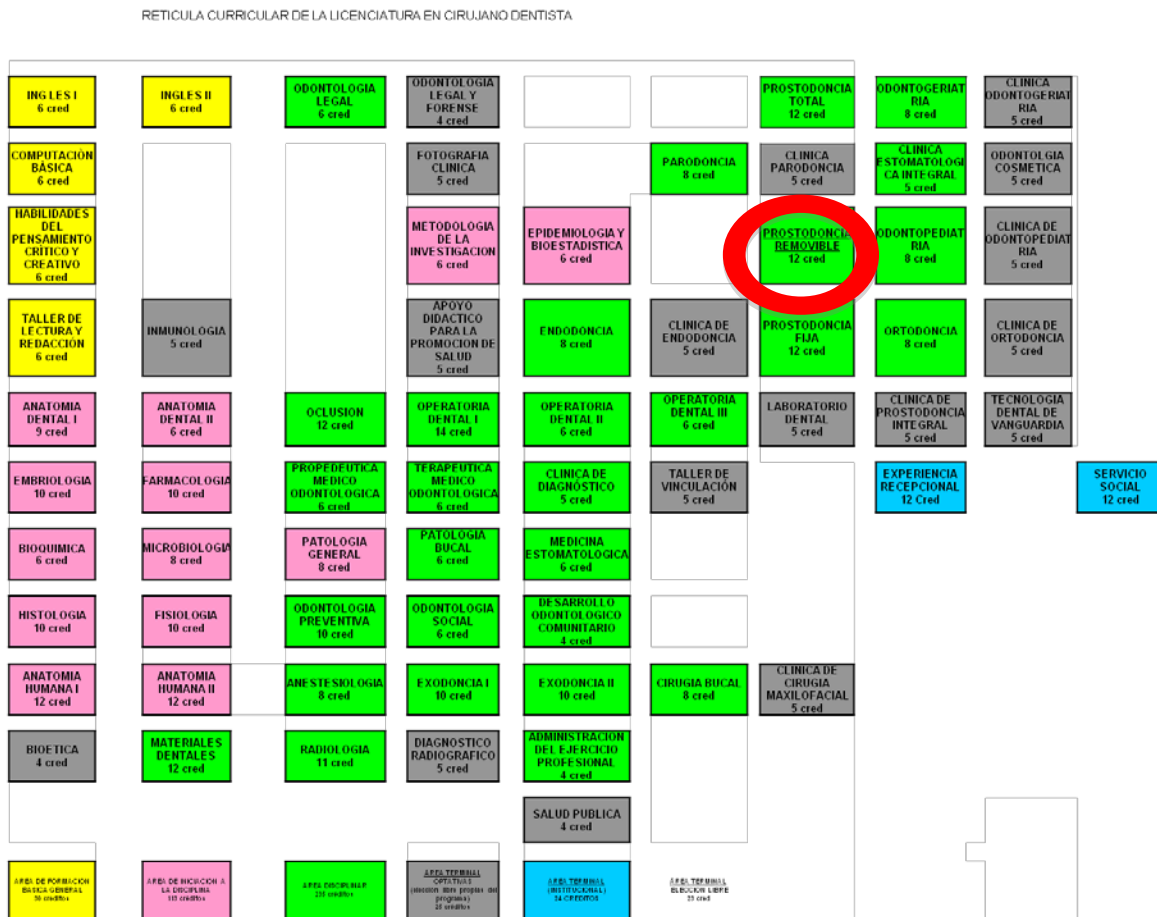 RETICULA CURRICULAR DE LA LICENCIATURA EN CIRUJANO DENTISTA
INGLES I
6 cred
INGLES II
6 cred
ODONTOLOGIA
LEGAL
6 cred
ODONTOLOGIA
LEGAL Y
FORENSE
4 cred
PROSTODONCIA
TOTAL
12 cred
ODONTOGERIAT
RIA
8 cred
CLINICA
ODONTOGERIAT
RIA
5 cred
COMPUTACIÓN
BÁSICA
6 cred
FOTOGRAFIA
CLINICA
5 cred
PARODONCIA
8 cred
CLINICA
PARODONCIA
5 cred
CLINICA
ESTOMATOLOGI
CA INTEGRAL
5 cred
ODONTOLGIA
COSMETICA
5 cred
HABILIDADES
DEL
PENSAMIENTO
CRÍTICO Y
CREATIVO
6 cred
METODOLOGIA
DE LA
INVESTIGACION
6 cred
EPIDEMIOLOGIA Y
BIOESTADISTICA
6 cred
PROSTODONCIA
REMOVIBLE
12 cred
ODONTOPEDIAT
RIA
8 cred
CLINICA DE
ODONTOPEDIAT
RIA
5 cred
TALLER DE
LECTURA Y
REDACCIÓN
6 cred
INMUNOLOGIA
5 cred
APOYO
DIDACTICO
PARA LA
PROMOCION DE
SALUD
5 cred
ENDODONCIA
8 cred
CLINICA DE
ENDODONCIA
5 cred
PROSTODONCIA
FIJA
12 cred
ORTODONCIA
8 cred
CLINICA DE
ORTODONCIA
5 cred
ANATOMIA
DENTAL I
9 cred
ANATOMIA
DENTAL II
6 cred
OCLUSION
12 cred
OPERATORIA
DENTAL I
14 cred
OPERATORIA
DENTAL II
6 cred
OPERATORIA
DENTAL III
6 cred
LABORATORIO
DENTAL
5 cred
CLINICA DE
PROSTODONCIA
INTEGRAL
5 cred
TECNOLOGIA
DENTAL DE
VANGUARDIA
5 cred
EMBRIOLOGIA
10 cred
FARMACOLOGIA
10 cred
PROPEDEUTICA
MEDICO
ODONTOLOGICA
6 cred
TERAPEUTICA
MEDICO
ODONTOLOGICA
6 cred
CLINICA DE
DIAGNÓSTICO
5 cred
TALLER DE
VINCULACIÓN
5 cred
EXPERIENCIA
RECEPCIONAL
12 Cred
SERVICIO
SOCIAL
12 cred
BIOQUIMICA
6 cred
MICROBIOLOGIA
8 cred
PATOLOGIA
GENERAL
8 cred
PATOLOGIA
BUCAL
6 cred
MEDICINA
ESTOMATOLOGICA
6 cred
HISTOLOGIA
10 cred
FISIOLOGIA
10 cred
ODONTOLOGIA
PREVENTIVA
10 cred
ODONTOLOGIA
SOCIAL
6 cred
DESARROLLO
ODONTOLOGICO
COMUNITARIO
4 cred
ANATOMIA
HUMANA I
12 cred
ANATOMIA
HUMANA II
12 cred
ANESTESIOLOGIA
8 cred
EXODONCIA I
10 cred
EXODONCIA II
10 cred
CIRUGIA BUCAL
8 cred
CLINICA DE
CIRUGIA
MAXILOFACIAL
5 cred
BIOETICA
4 cred
MATERIALES
DENTALES
12 cred
RADIOLOGIA
11 cred
DIAGNOSTICO
RADIOGRAFICO
5 cred
ADMINISTRACION
DEL EJERCICIO
PROFESIONAL
4 cred
SALUD PUBLICA
4 cred
AREA DE FORMACION
BASICA GENERAL
30 creditos
AREA DE INICIACION A
LA DISCIPLINA
creditos
AREA DISCIPLINAR
creditos
AREA TERMINAL
OPTATIVAS
(eleccion libre propias del
programa)
creditos
AREA TERMINAL
(INSTITUCIONAL)
24 CREDITOS
AREA TERMINAL
ELECCION LIBRE
cred